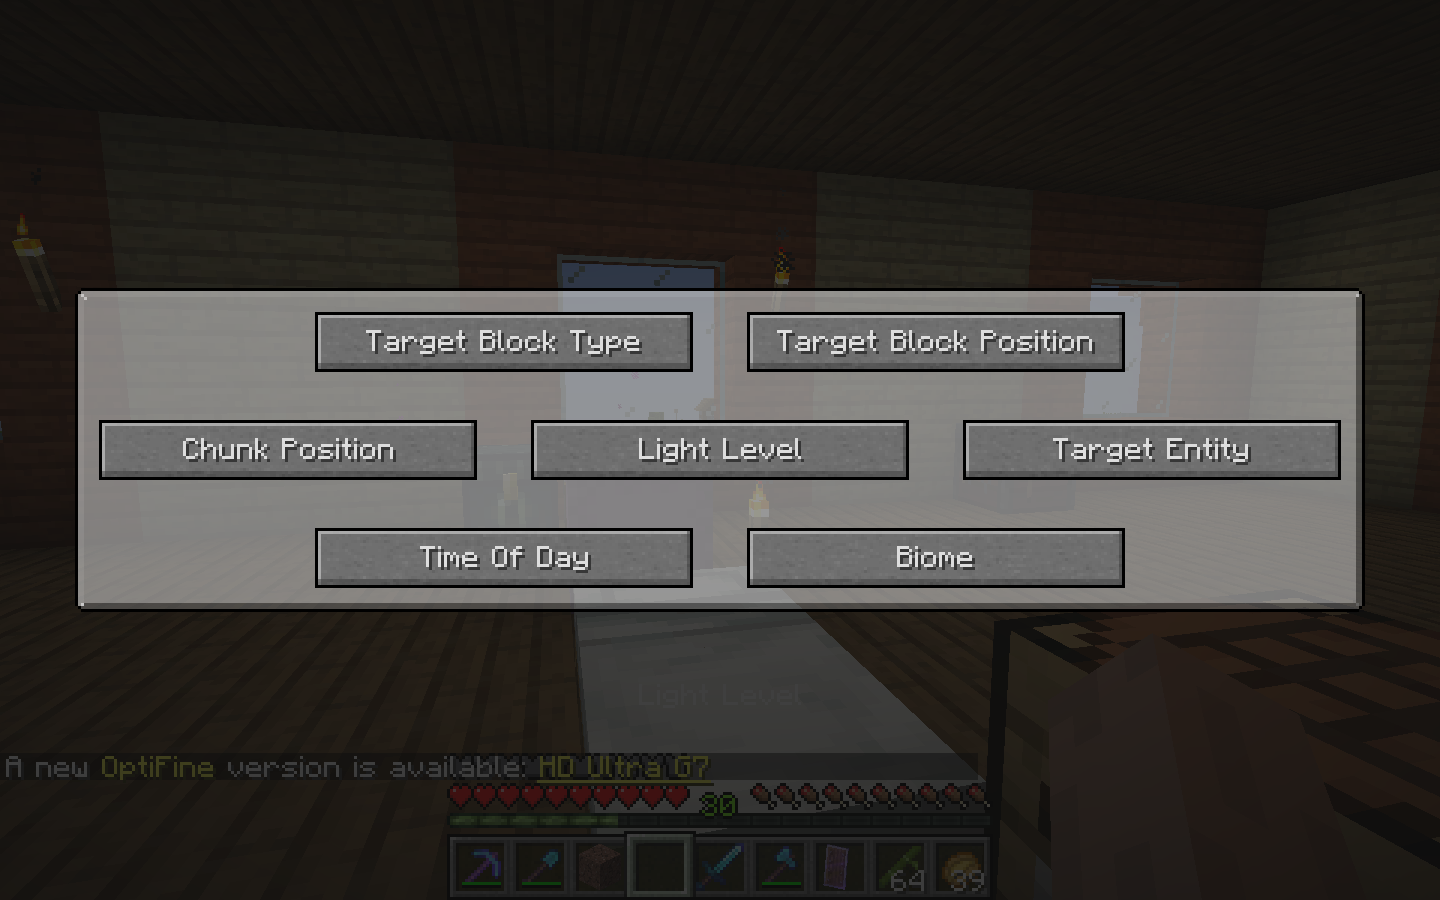 Target Block Type
Target Block Position
Chunk Position
Light Level
Target Entity
Time Of Day
Biome
Light Level
A new OptiFine version is available: HD Ultra G7
30
64
39